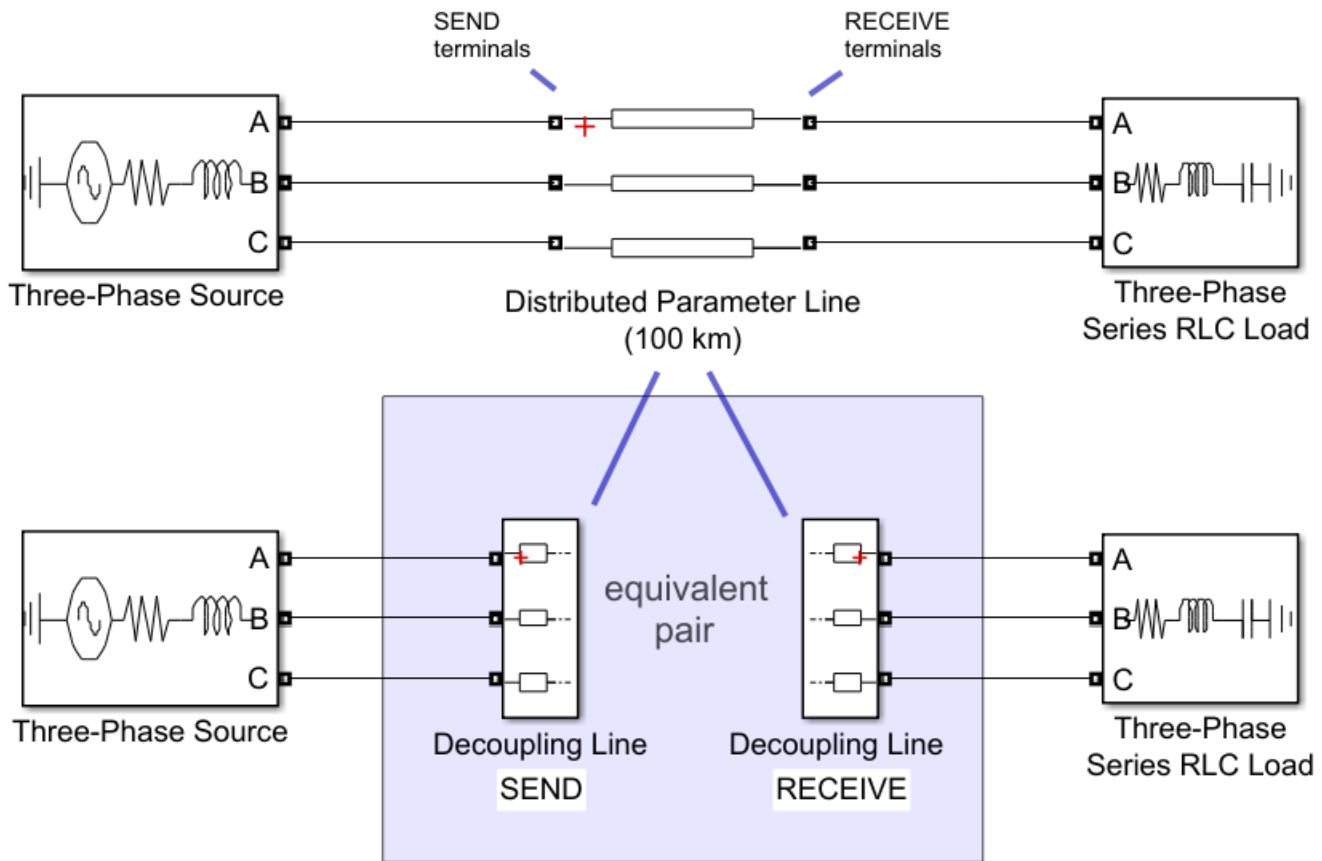 SEND
terminals
RECEIVE
terminals
A
B
C
A
B
C
Three-Phase Source
Distributed Parameter Line
(100 km)
Three-Phase
Series RLC Load
A
B
C
equivalent
pair
A
B
C
Three-Phase Source
Decoupling Line
SEND
Decoupling Line
RECEIVE
Three-Phase
Series RLC Load